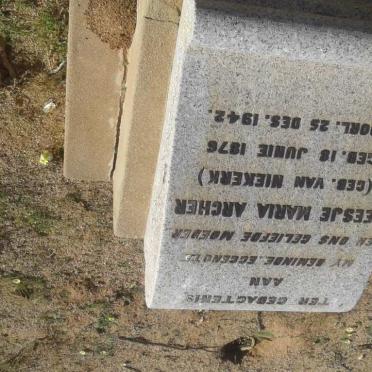 TER GEDAGTENIS
AAN
MY BEMINDE EGGENOTE
EN ONS GELIEFDE MOEDER
EESJE MARIA ARCHER
(GEB. VAN NIEKERK)
GEB. 18 JUNIE 1876
OORL. 25 DES. 1942.